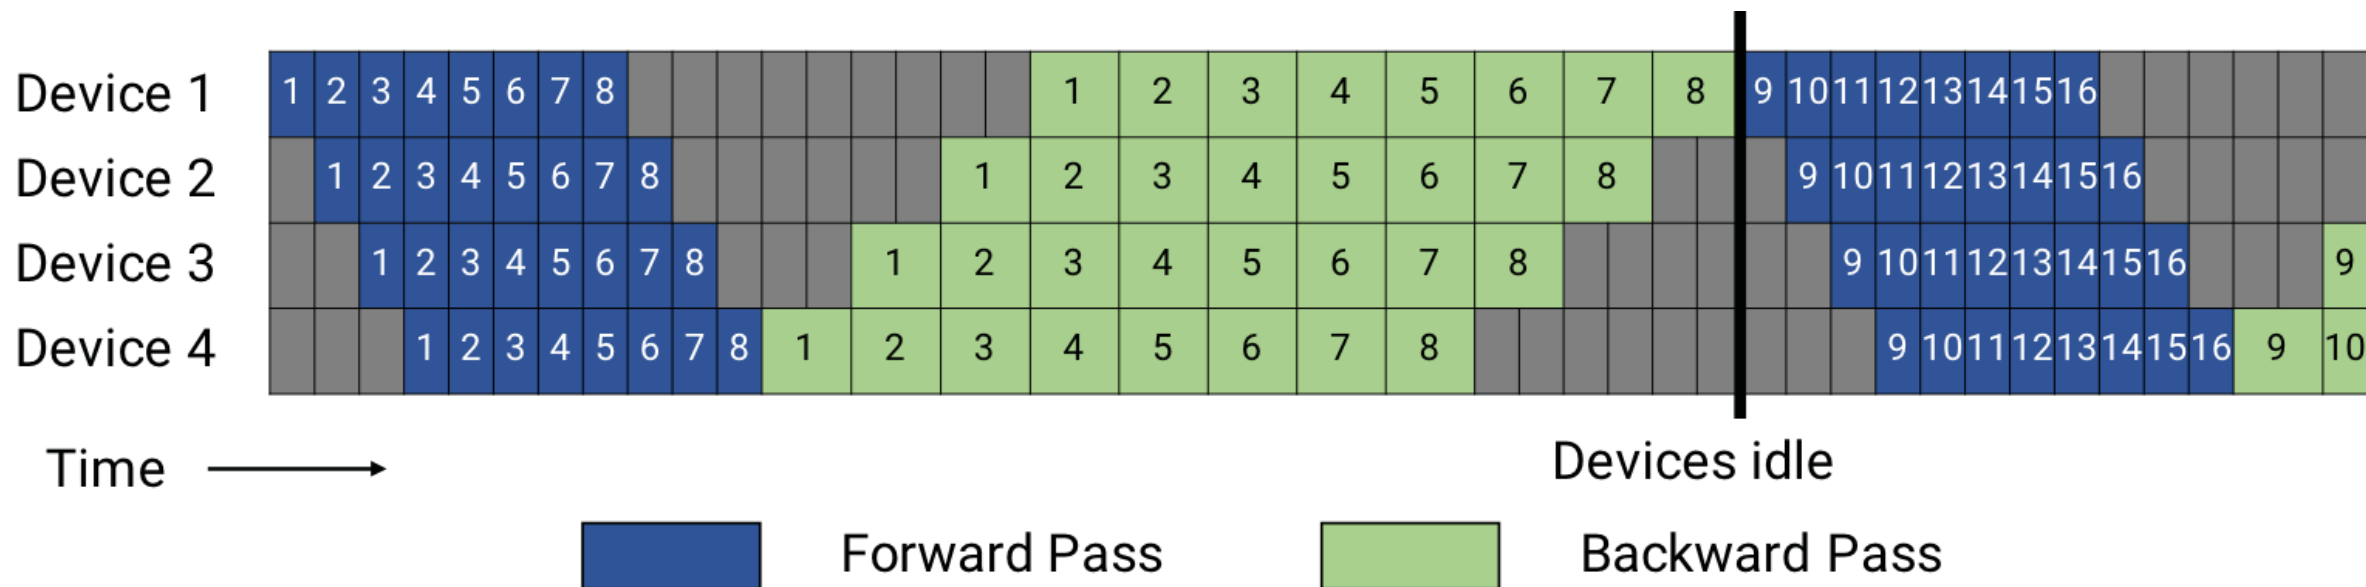 Device 1 1 2 3 4 5 6 7 8 1 2 3 4 5 6 7 8 9 10 11 12 13 14 15 16
Device 2 1 2 3 4 5 6 7 8 1 2 3 4 5 6 7 8 9 10 11 12 13 14 15 16
Device 3 1 2 3 4 5 6 7 8 1 2 3 4 5 6 7 8 9 10 11 12 13 14 15 16 9
Device 4 1 2 3 4 5 6 7 8 1 2 3 4 5 6 7 8 9 10 11 12 13 14 15 16 9 10
Time Devices idle
Forward Pass Backward Pass